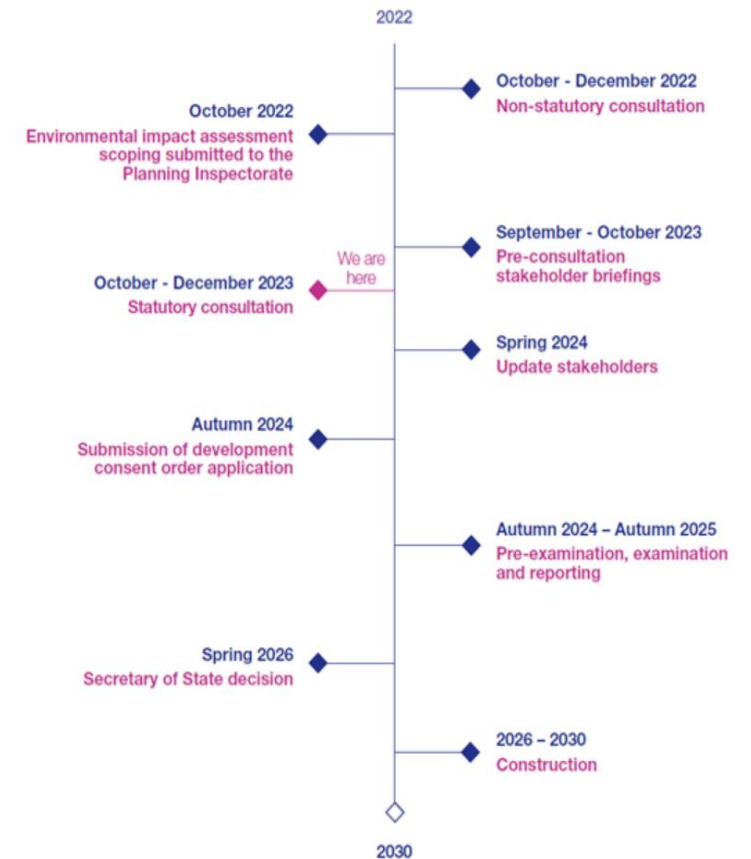 2022
October - December 2022
Non-statutory consultation
October 2022
Environmental impact assessment
scoping submitted to the
Planning Inspectorate
September - October 2023
Pre-consultation
stakeholder briefings
We are
here
October - December 2023
Statutory consultation
Spring 2024
Update stakeholders
Autumn 2024
Submission of development
consent order application
Autumn 2024 – Autumn 2025
Pre-examination, examination
and reporting
Spring 2026
Secretary of State decision
2026 – 2030
Construction
2030